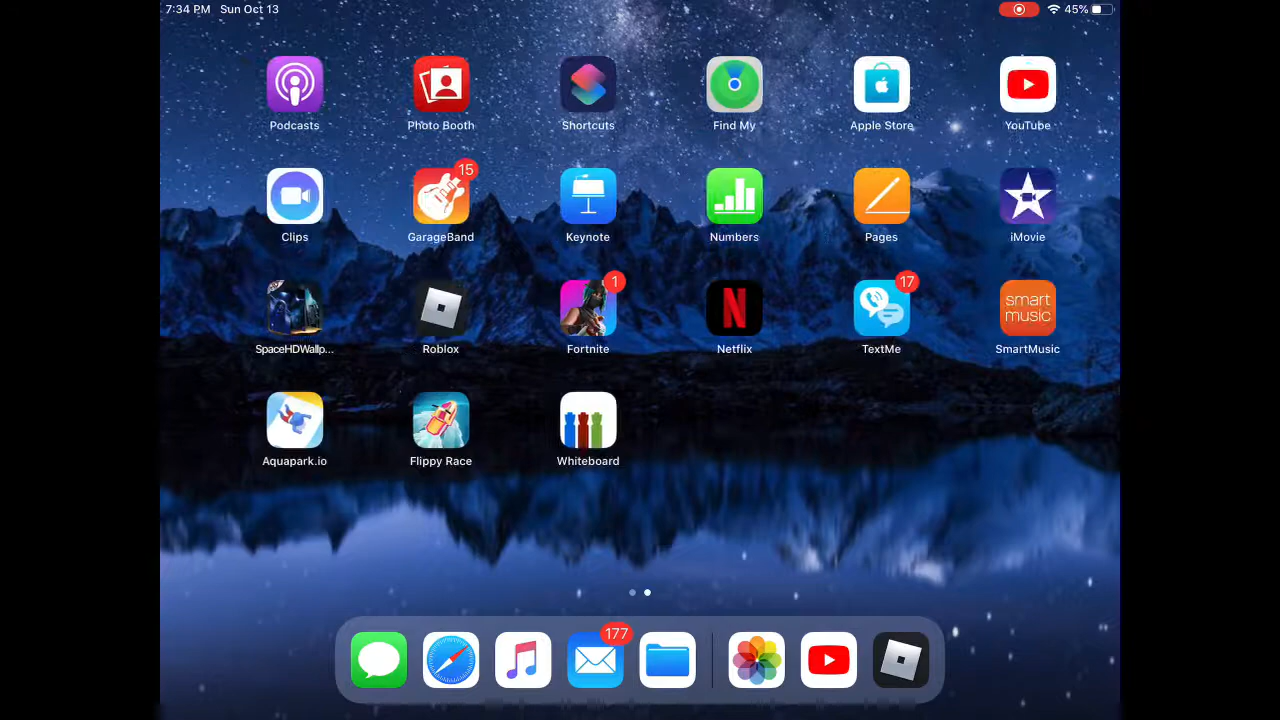 7:34 PM Sun Oct 13 45%
Podcasts Photo Booth Shortcuts Find My Apple Store YouTube
15
Clips GarageBand Keynote Numbers Pages iMovie
1 17
smart
music
SpaceHDWallp... Roblox Fortnite Netflix TextMe SmartMusic
Aquapark.io Flippy Race Whiteboard
177